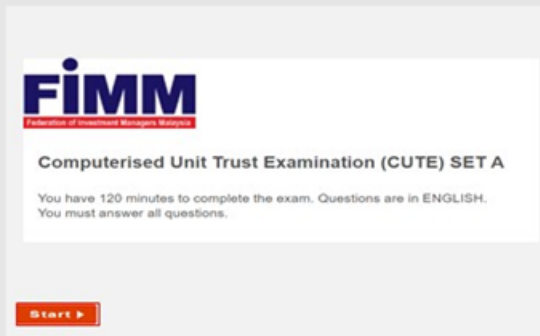 FiMM
Federation of Investment Managers Malaysia
Computerised Unit Trust Examination (CUTE) SET A
You have 120 minutes to complete the exam. Questions are in ENGLISH.
You must answer all questions.
Start